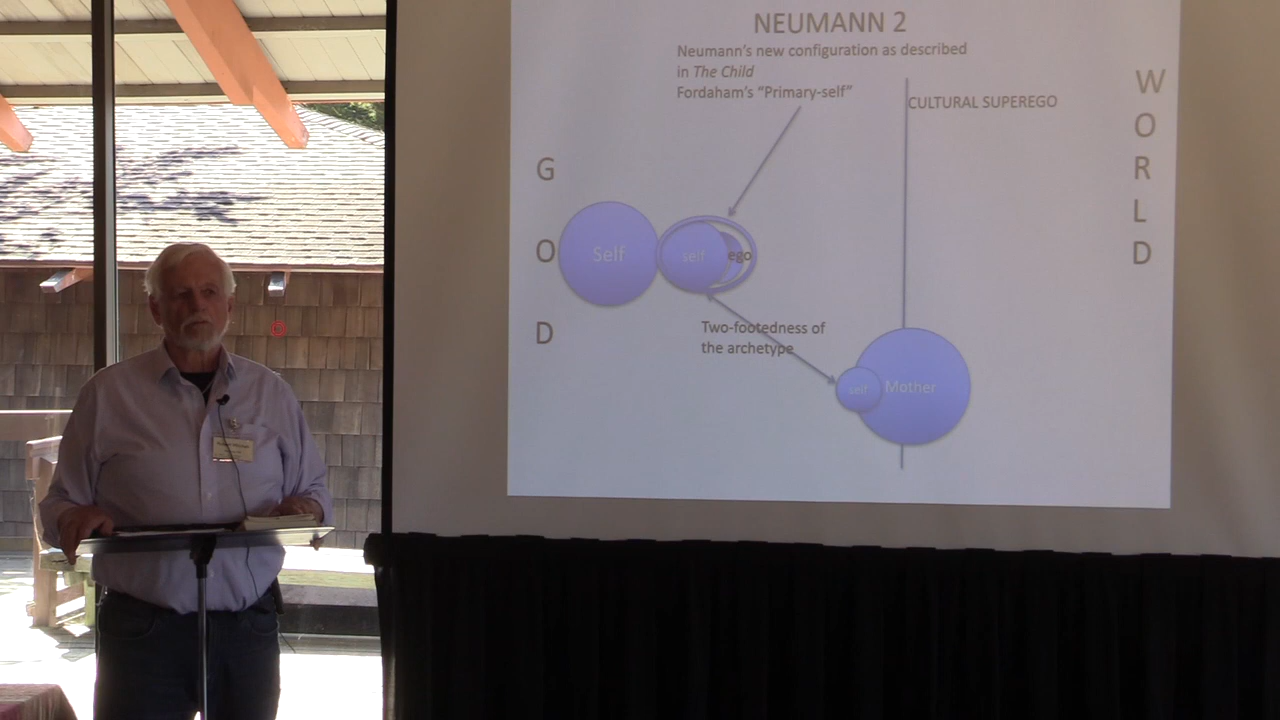 NEUMANN 2
Neumann's new configuration as described
in The Child
Fordaham's "Primary-self"
CULTURAL SUPEREGO
W
O
R
L
D
G
O
D
Self
self
ego
Two-footedness of
the archetype
self
Mother